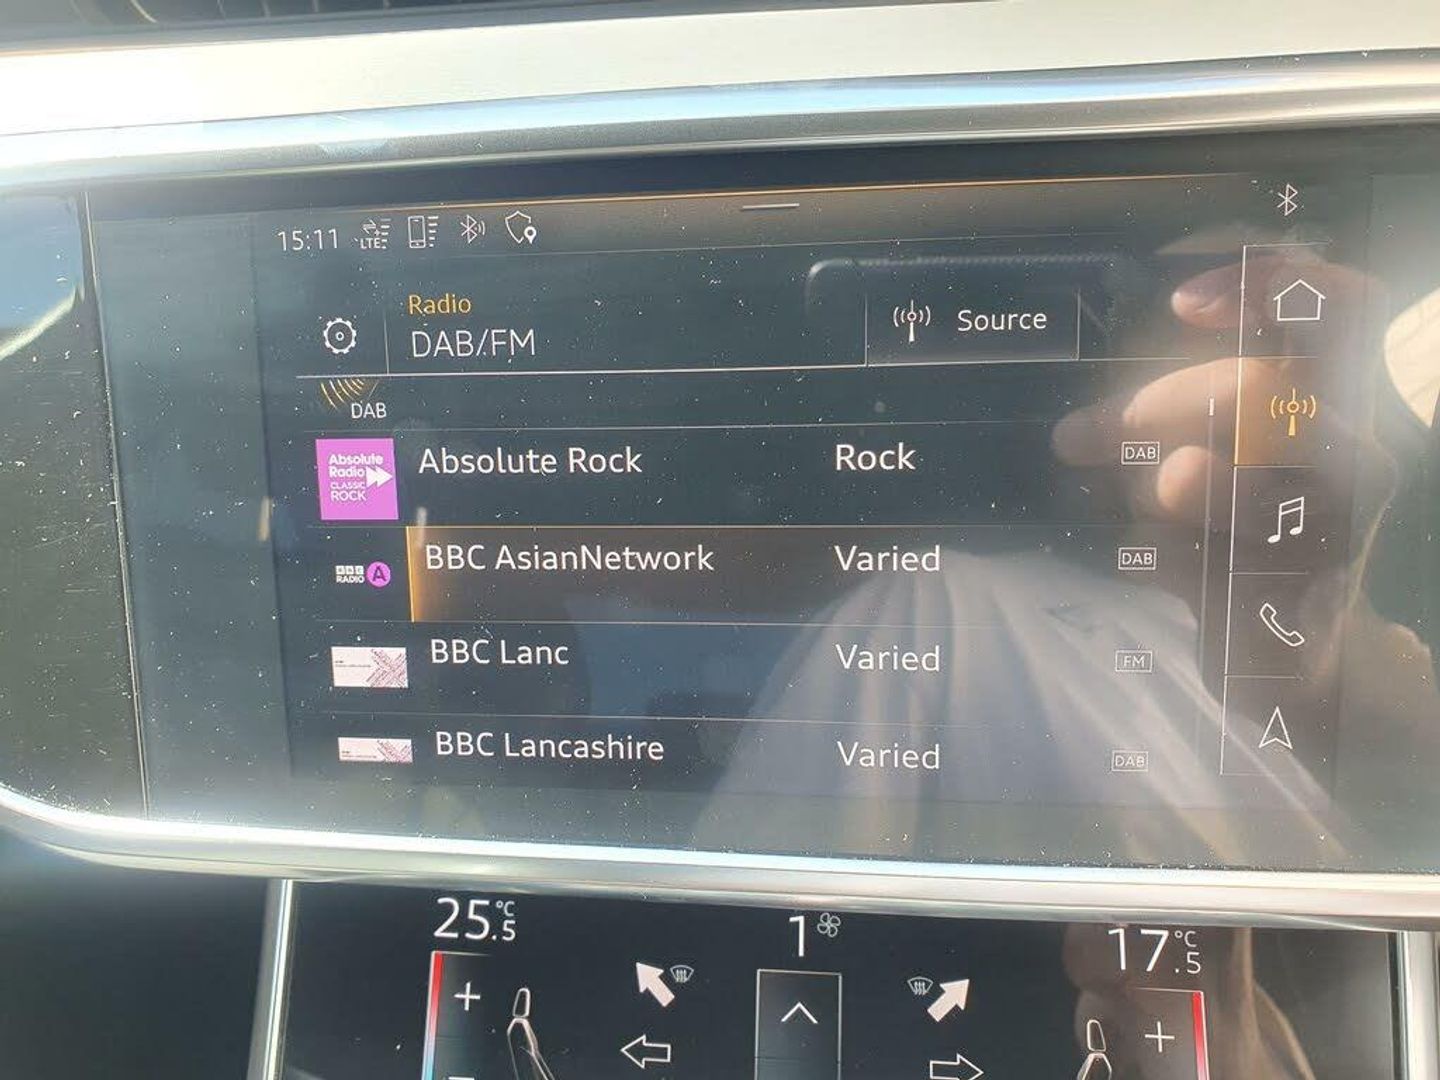 15:11 LTE
Radio
DAB/FM
Source
DAB
Absolute Radio CLASSIC ROCK
Absolute Rock Rock DAB
BBC RADIO A
BBC AsianNetwork Varied DAB
BBC Lanc Varied FM
BBC Lancashire Varied DAB
25.5 °C 1 17.5 °C